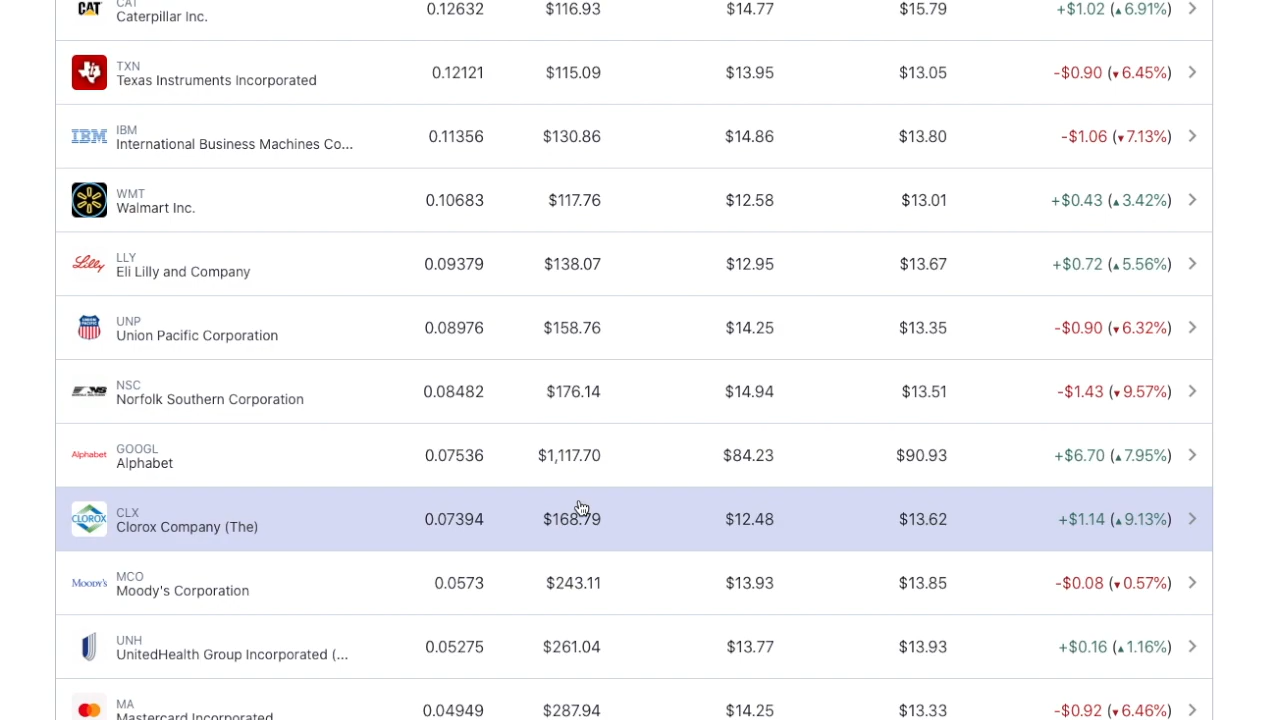 CAT
Caterpillar Inc. 0.12632 $116.93 $14.77 $15.79 +$1.02 (▲6.91%)
TXN
Texas Instruments Incorporated 0.12121 $115.09 $13.95 $13.05 -$0.90 (▼6.45%)
IBM IBM
International Business Machines Co... 0.11356 $130.86 $14.86 $13.80 -$1.06 (▼7.13%)
WMT
Walmart Inc. 0.10683 $117.76 $12.58 $13.01 +$0.43 (▲3.42%)
Lilly LLY
Eli Lilly and Company 0.09379 $138.07 $12.95 $13.67 +$0.72 (▲5.56%)
UNP
Union Pacific Corporation 0.08976 $158.76 $14.25 $13.35 -$0.90 (▼6.32%)
NSC
Norfolk Southern Corporation 0.08482 $176.14 $14.94 $13.51 -$1.43 (▼9.57%)
Alphabet GOOGL
Alphabet 0.07536 $1,117.70 $84.23 $90.93 +$6.70 (▲7.95%)
CLOROX CLX
Clorox Company (The) 0.07394 $168.79 $12.48 $13.62 +$1.14 (▲9.13%)
Moody's MCO
Moody's Corporation 0.0573 $243.11 $13.93 $13.85 -$0.08 (▼0.57%)
UNH
UnitedHealth Group Incorporated (... 0.05275 $261.04 $13.77 $13.93 +$0.16 (▲1.16%)
MA
Mastercard Incorporated 0.04949 $287.94 $14.25 $13.33 -$0.92 (▼6.46%)